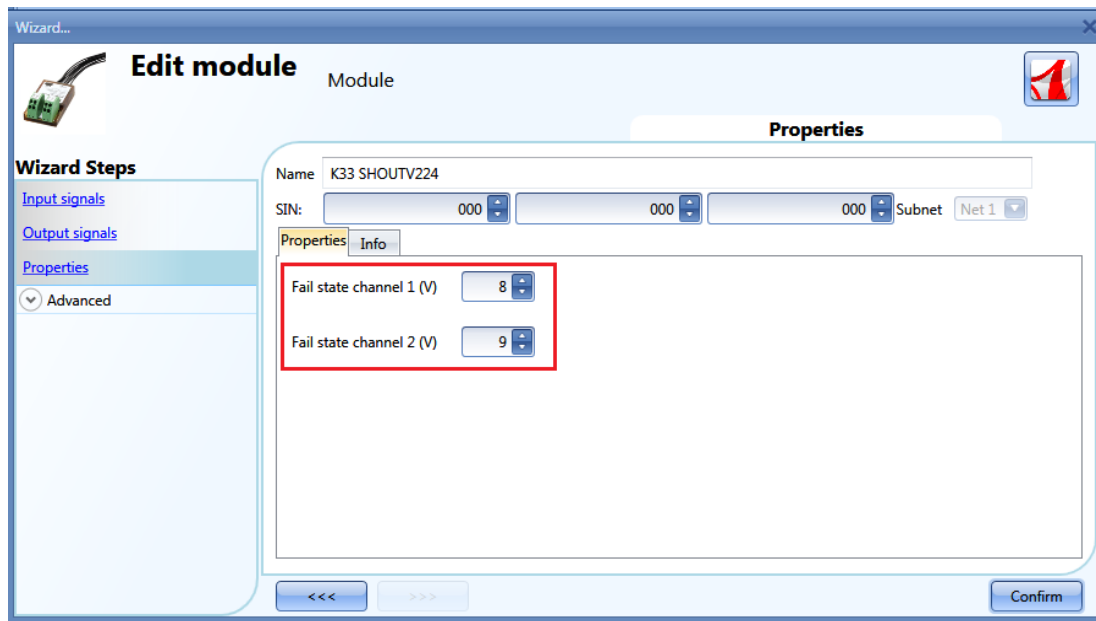 Wizard...
Edit module
Module
Properties
Wizard Steps
Input signals
Output signals
Properties
Advanced
Name K33 SHOUTV224
SIN: 000 000 000 Subnet Net 1
Properties Info
Fail state channel 1 (V) 8
Fail state channel 2 (V) 9
<<< >>> Confirm